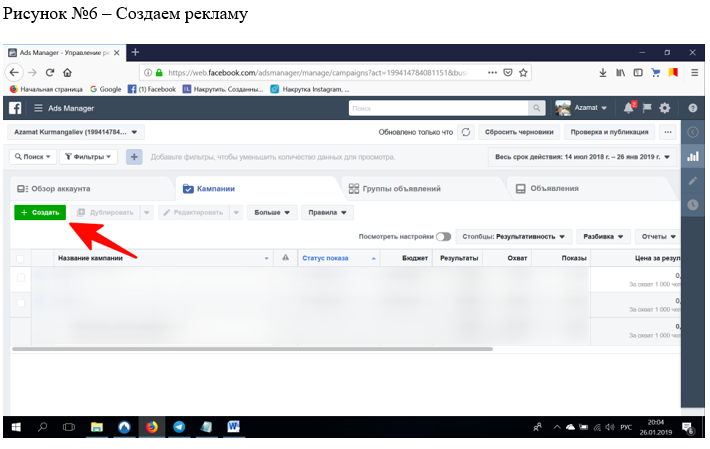 Рисунок №6 – Создаем рекламу
Ads Manager - Управление ре
https://web.facebook.com/adsmanager/manage/campaigns?act=1994147840811​51&bus
Начальная страница Google (1) Facebook Накрутить, Созданны... Накрутка Instagram, ...
Ads Manager Поиск Azamat 2
Azamat Kurmangaliev (199414784... Обновлено только что Сбросить черновики Проверка и публикация
Поиск Фильтры + Добавьте фильтры, чтобы уменьшить количество данных для просмотра. Весь срок действия: 14 июл 2018 г. – 26 янв 2019 г.
Обзор аккаунта Кампании Группы объявлений Объявления
+ Создать Дублировать Редактировать Больше Правила
Посмотреть настройки Столбцы: Результативность Разбивка Отчеты
Название кампании Статус показа Бюджет Результаты Охват Показы Цена за резул
0,
За охват 1 000 чел
0,
За охват 1 000 чел
0,
За охват 1 000 чел
РУС 20:04
26.01.2019 6